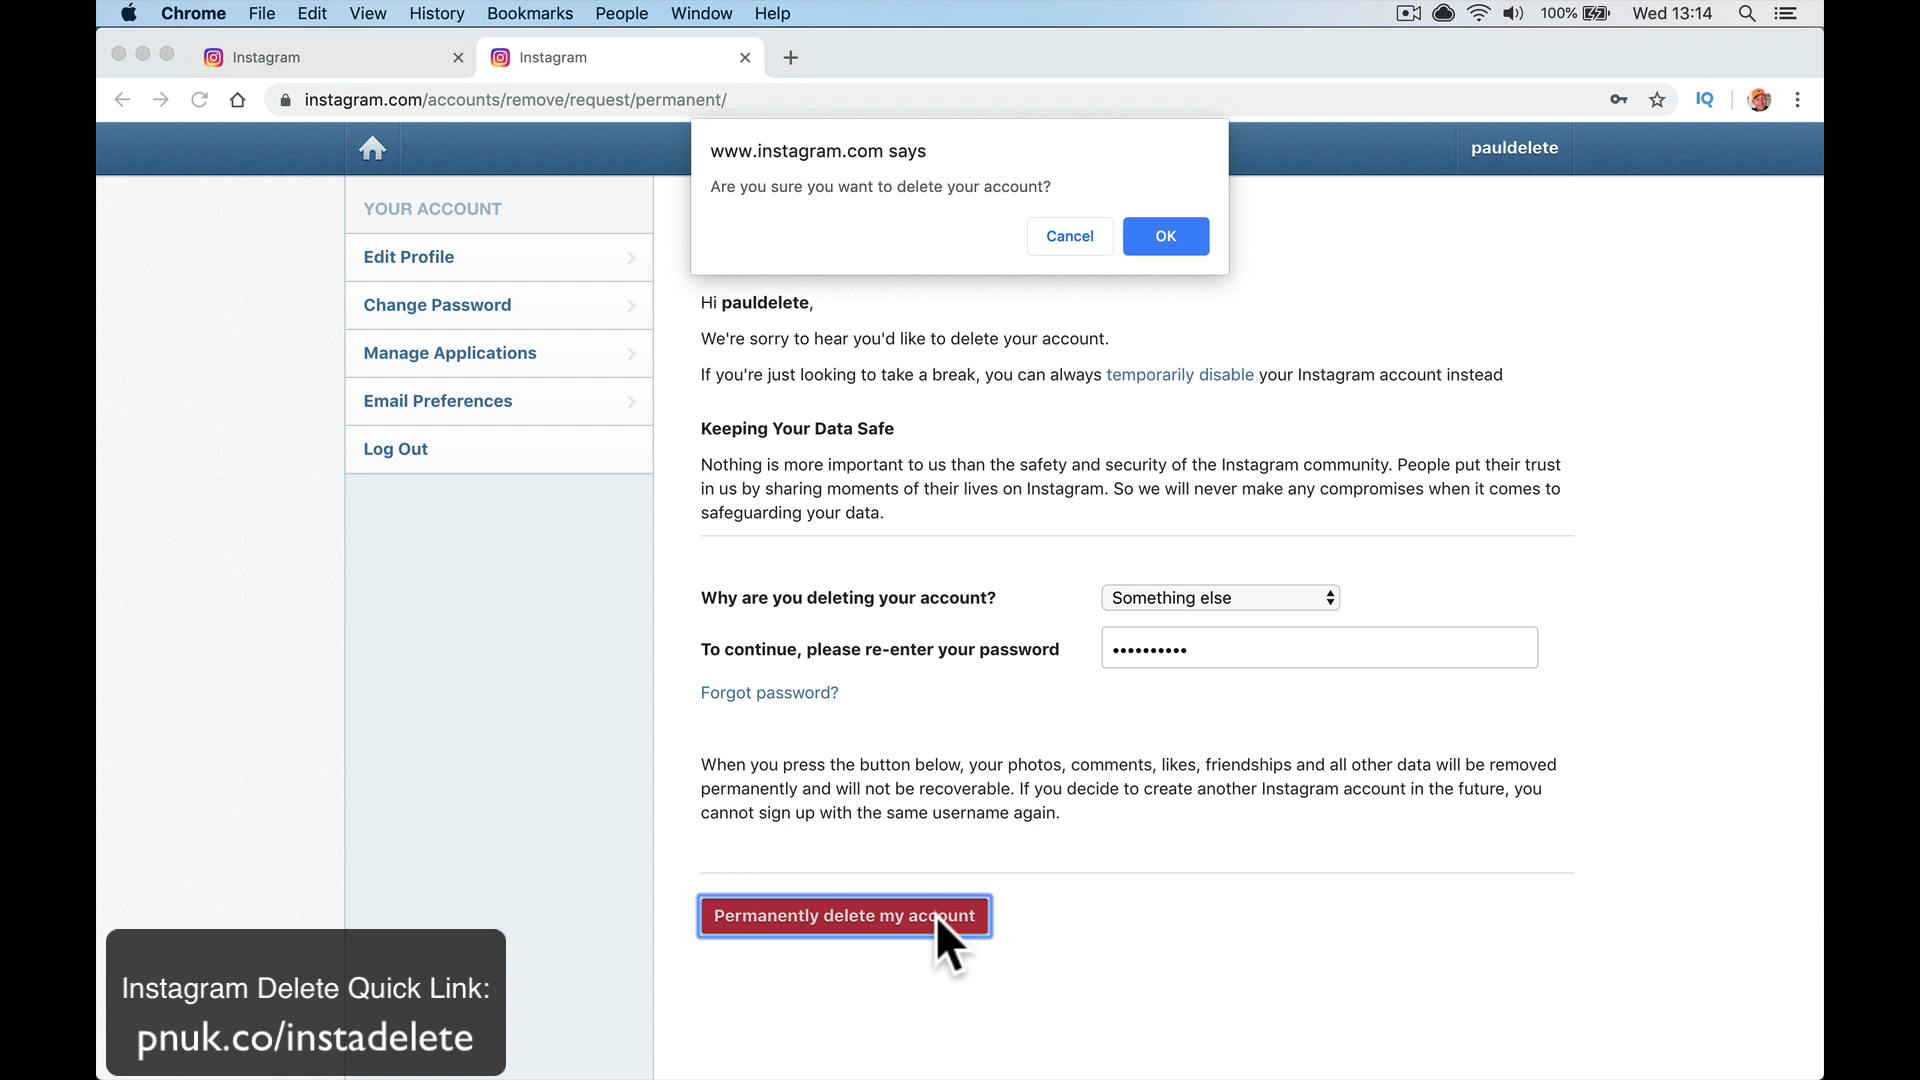 Chrome File Edit View History Bookmarks People Window Help 100% Wed 13:14
Instagram
Instagram
instagram.com/accounts/remove/request/permanent/
IQ
www.instagram.com says
Are you sure you want to delete your account?
Cancel OK
pauldelete
YOUR ACCOUNT
Edit Profile
Change Password
Manage Applications
Email Preferences
Log Out
Hi pauldelete,
We're sorry to hear you'd like to delete your account.
If you're just looking to take a break, you can always temporarily disable your Instagram account instead
Keeping Your Data Safe
Nothing is more important to us than the safety and security of the Instagram community. People put their trust
in us by sharing moments of their lives on Instagram. So we will never make any compromises when it comes to
safeguarding your data.
Why are you deleting your account? Something else
To continue, please re-enter your password ••••••••••
Forgot password?
When you press the button below, your photos, comments, likes, friendships and all other data will be removed
permanently and will not be recoverable. If you decide to create another Instagram account in the future, you
cannot sign up with the same username again.
Permanently delete my account
Instagram Delete Quick Link:
pnuk.co/instadelete